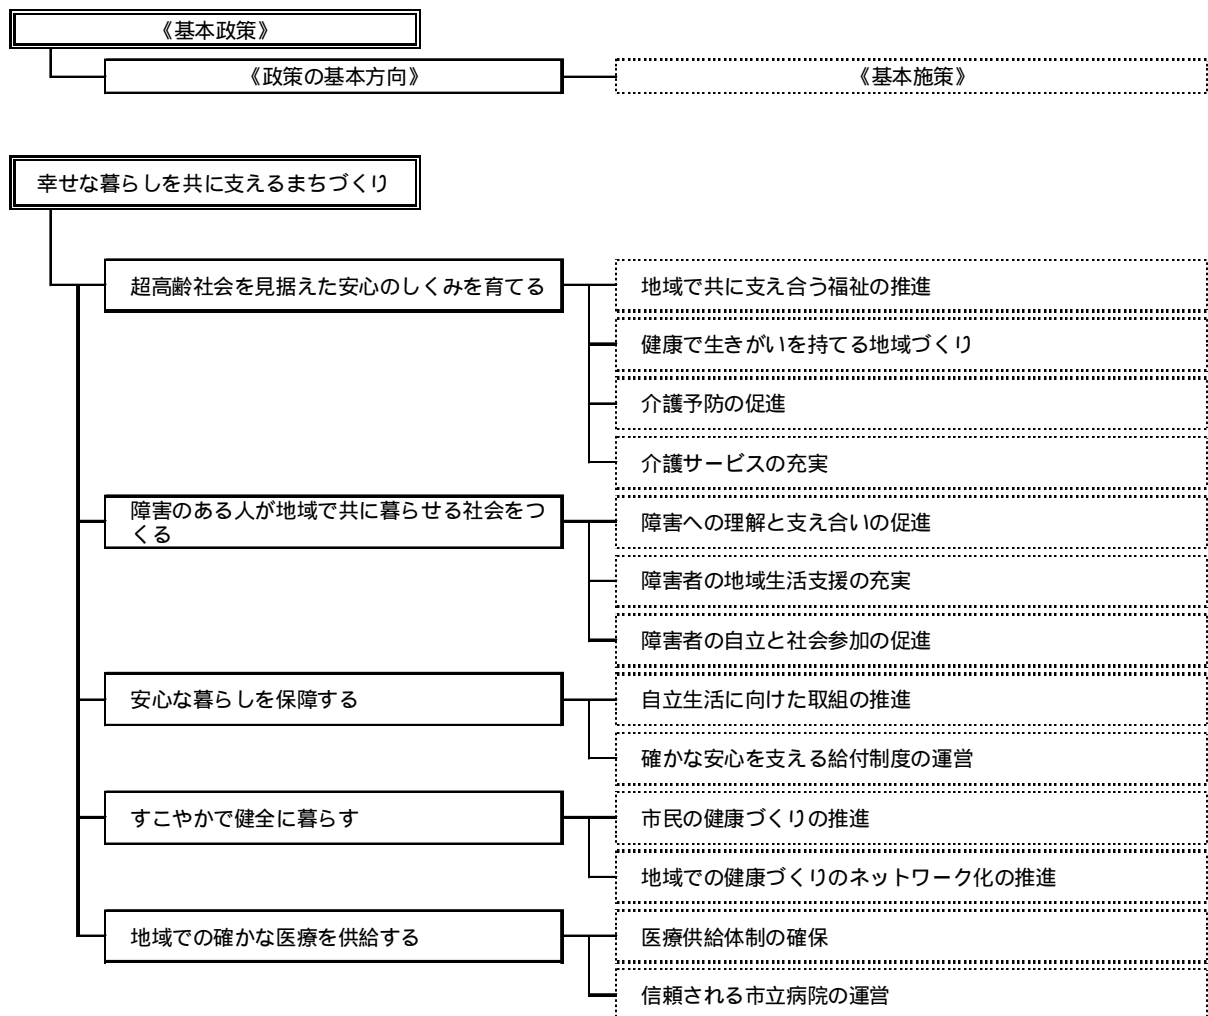 《基本政策》
《政策の基本方向》
《基本施策》
幸せな暮らしを共に支えるまちづくり
超高齢社会を見据えた安心のしくみを育てる
地域で共に支え合う福祉の推進
健康で生きがいを持てる地域づくり
介護予防の促進
介護サービスの充実
障害のある人が地域で共に暮らせる社会をつ
くる
障害への理解と支え合いの促進
障害者の地域生活支援の充実
障害者の自立と社会参加の促進
安心な暮らしを保障する
自立生活に向けた取組の推進
確かな安心を支える給付制度の運営
すこやかで健全に暮らす
市民の健康づくりの推進
地域での健康づくりのネットワーク化の推進
地域での確かな医療を供給する
医療供給体制の確保
信頼される市立病院の運営